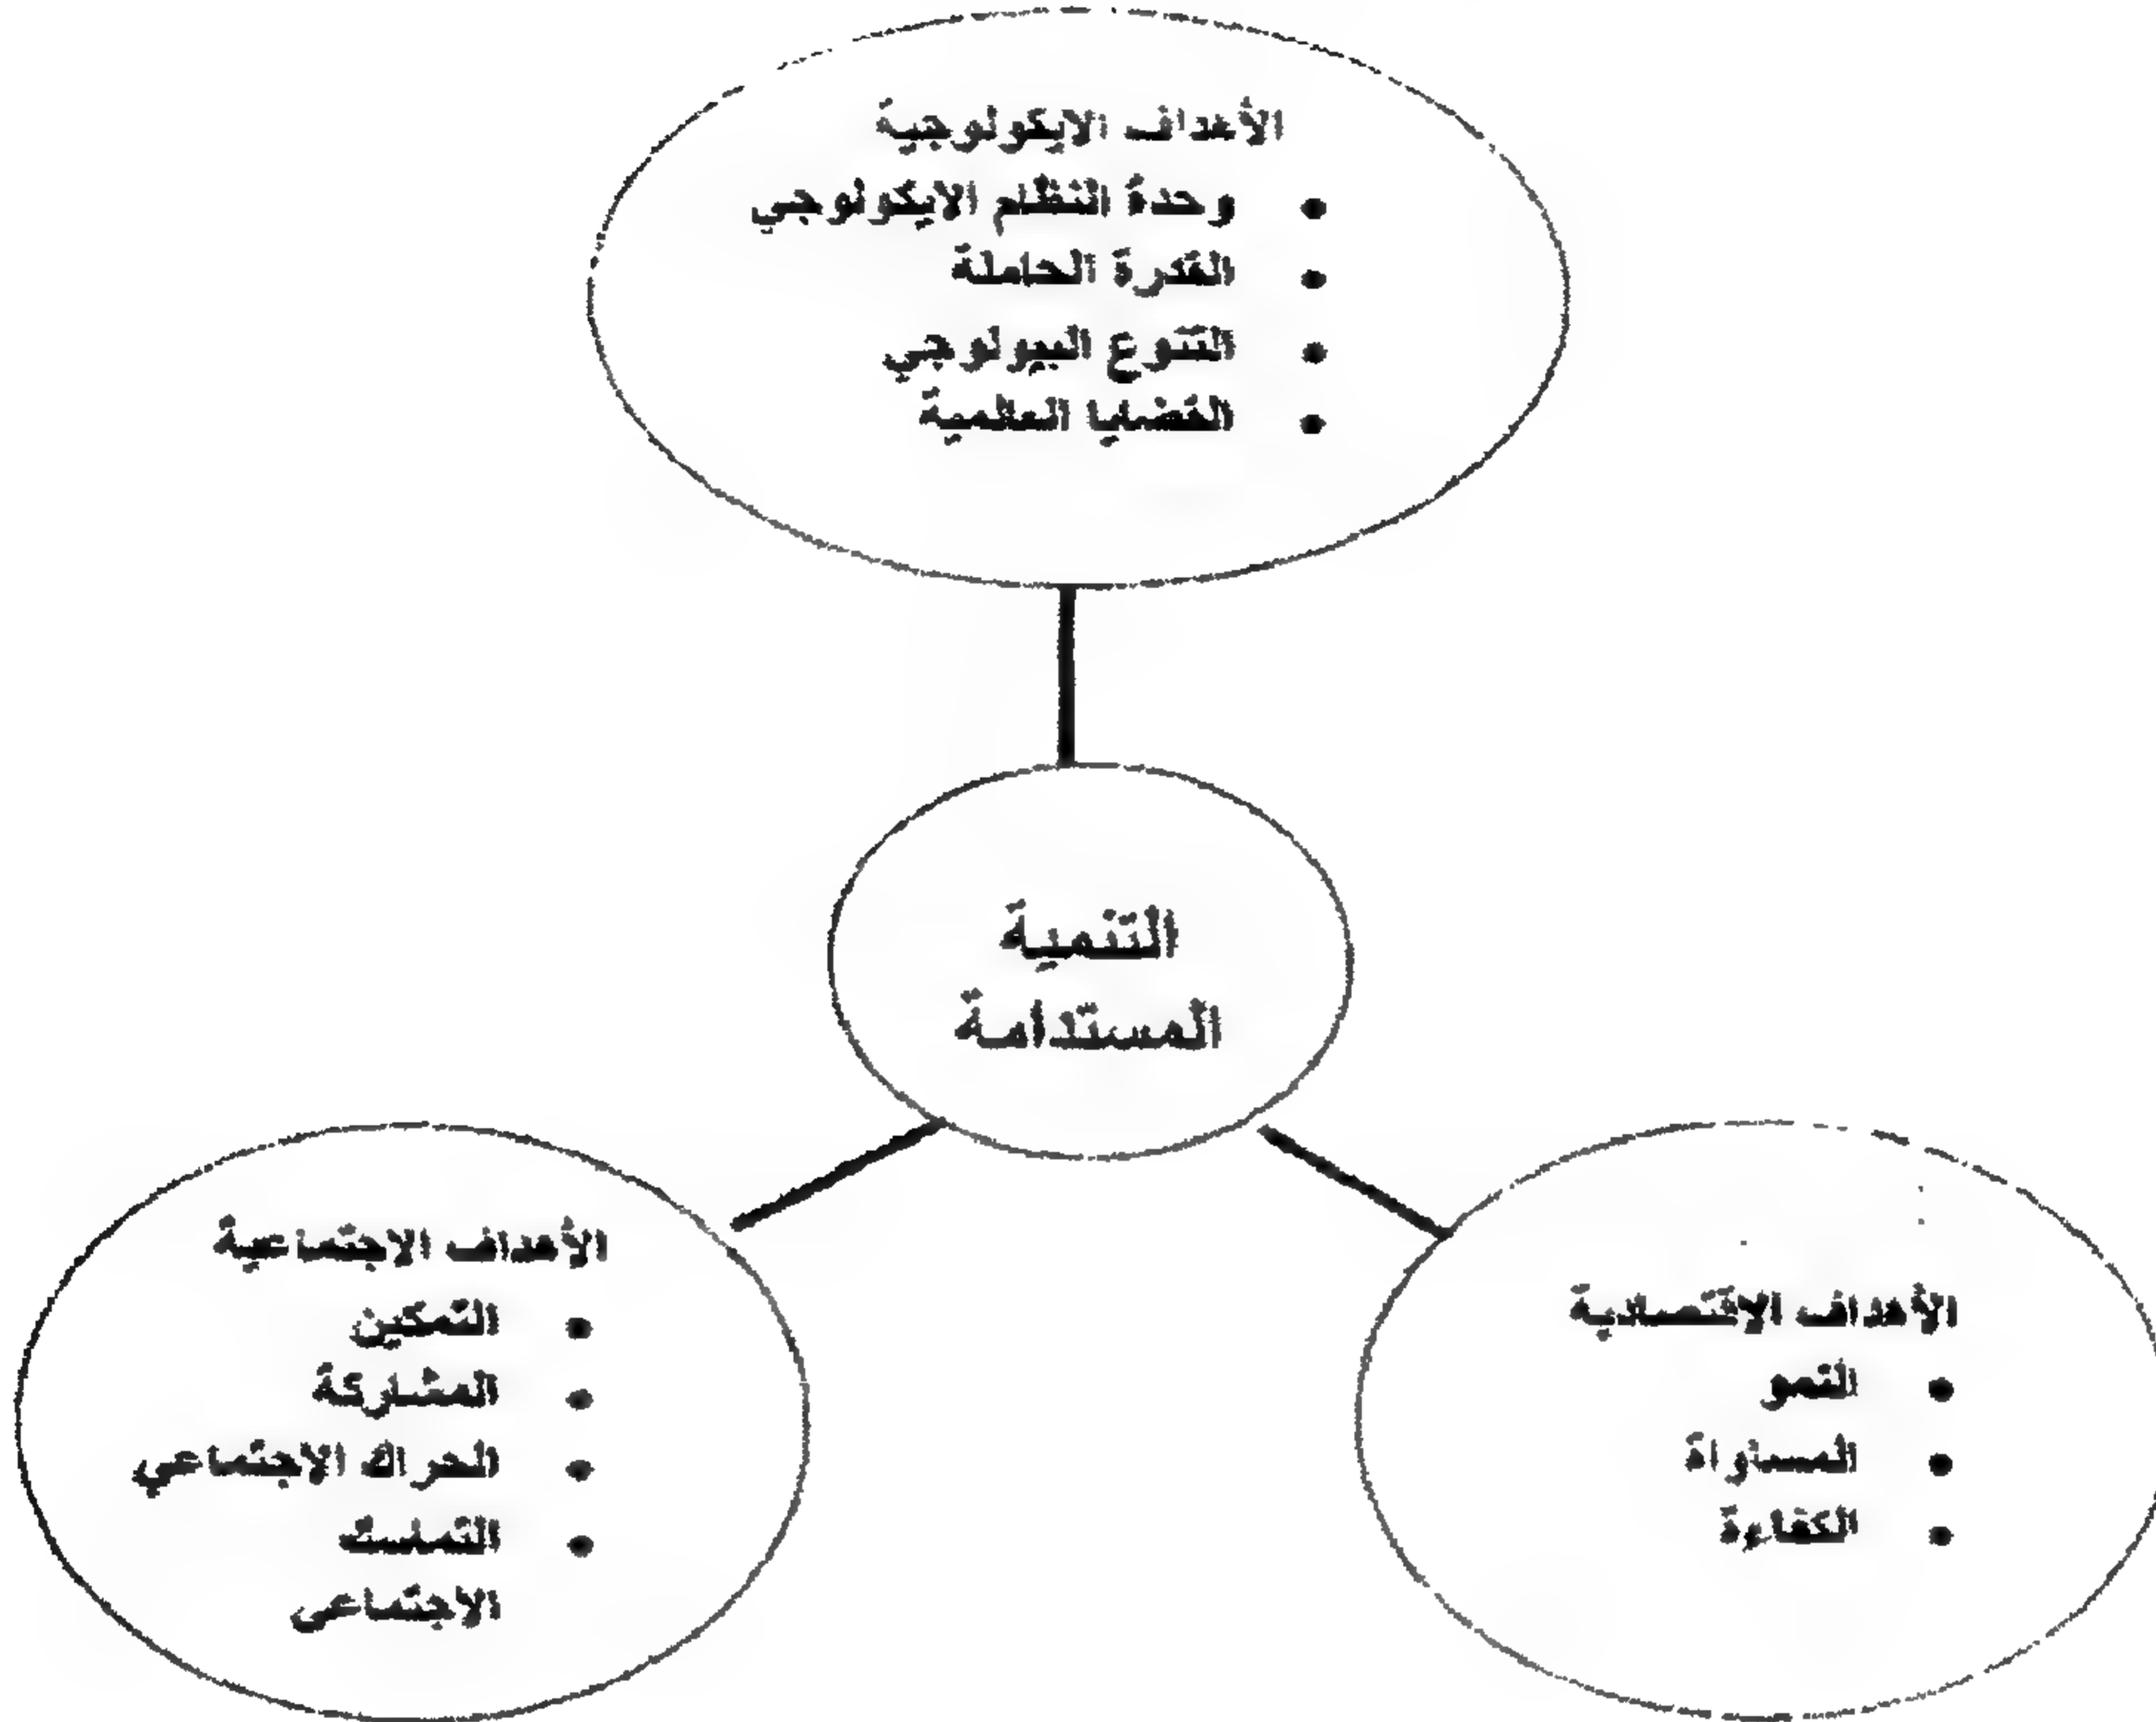 الأهداف الايكولوجية
• وحدة النظام الايكولوجي
• القدرة الحاملة
• التنوع البيولوجي
• القضايا العالمية
التنمية
المستدامة
الأهداف الاقتصادية
• النمو
• المساواة
• الكفاءة
الأهداف الاجتماعية
• التمكين
• المشاركة
• الحراك الاجتماعي
• التماسك
الاجتماعى